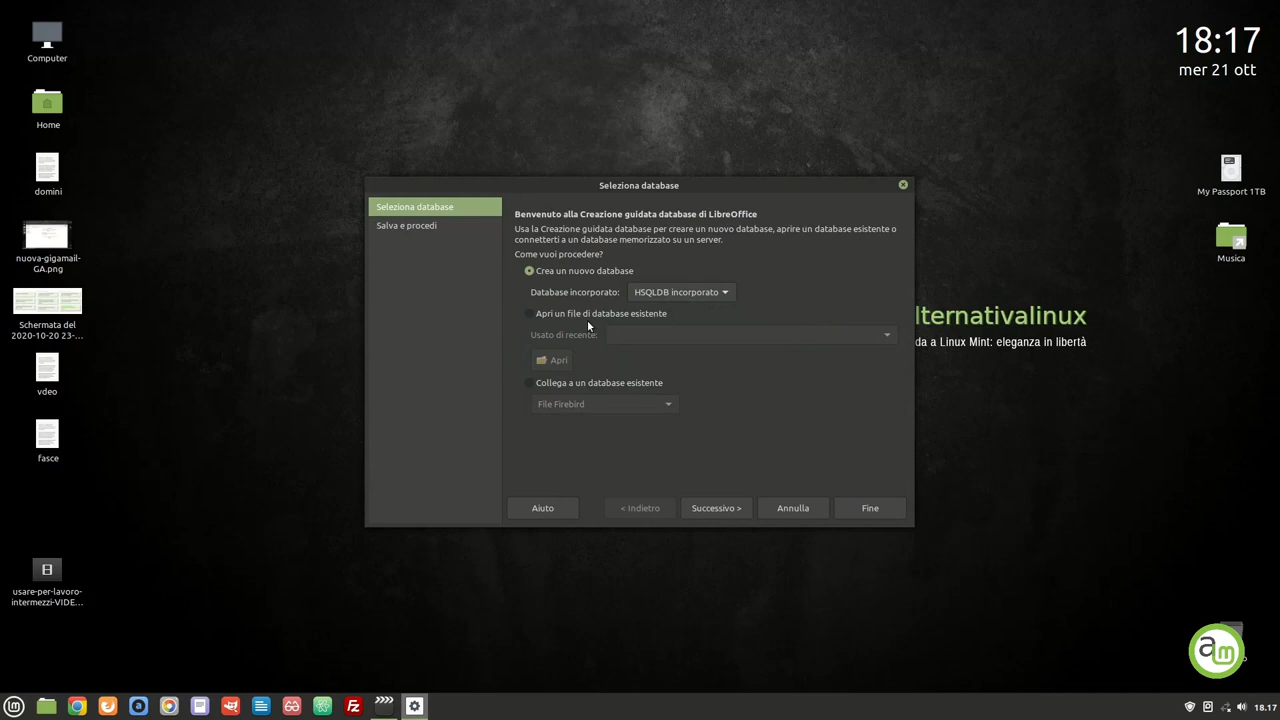 Computer
Home
domini
nuova-gigamail-
GA.png
Schermata del
2020-10-20 23-...
vdeo
fasce
usare-per-lavoro-
intermezzi-VIDE...
18:17
mer 21 ott
My Passport 1TB
Musica
lternativalinux
da a Linux Mint: eleganza in libertà
Seleziona database
Seleziona database
Salva e procedi
Benvenuto alla Creazione guidata database di LibreOffice
Usa la Creazione guidata database per creare un nuovo database, aprire un database esistente o
connetterti a un database memorizzato su un server.
Come vuoi procedere?
Crea un nuovo database
Database incorporato: HSQLDB incorporato
Apri un file di database esistente
Usato di recente:
Apri
Collega a un database esistente
File Firebird
Aiuto < Indietro Successivo > Annulla Fine
am
18.17